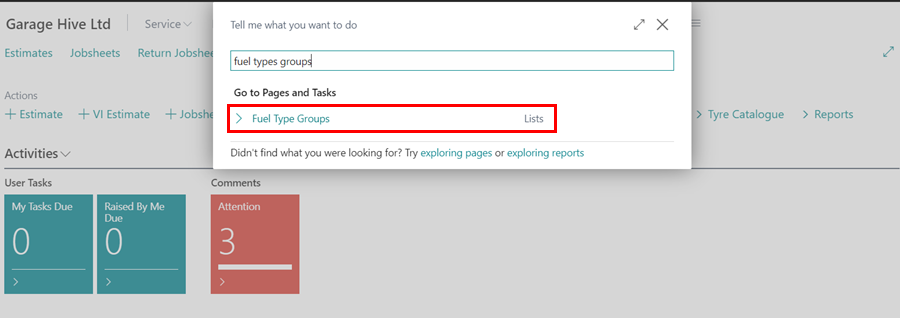 Garage Hive Ltd
Service
Tell me what you want to do
Estimates
Jobsheets
Return Jobsheets
fuel types groups
Go to Pages and Tasks
Actions
Fuel Type Groups
Lists
+ Estimate
+ VI Estimate
+ Jobshe
Tyre Catalogue
Reports
Didn't find what you were looking for? Try exploring pages or exploring reports
Activities
User Tasks
Comments
My Tasks Due
Raised By Me
Due
Attention
0
0
3